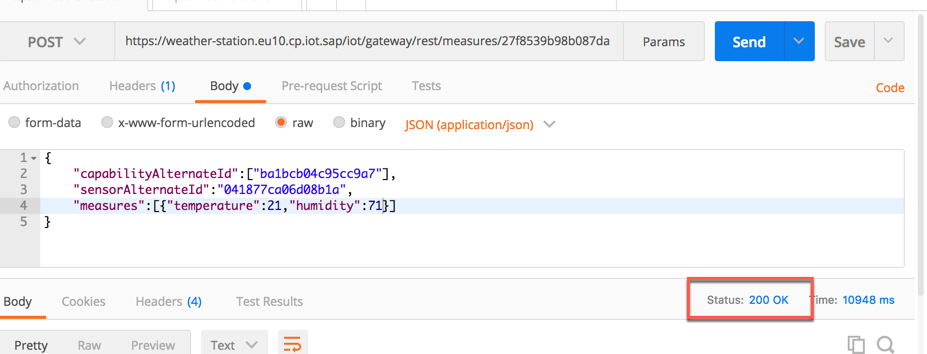 POST https://weather-station.eu10.cp.iot.sap/iot/gateway/rest/measures/27f8539b98b087da Params Send Save
Authorization Headers (1) Body Pre-request Script Tests Code
form-data x-www-form-urlencoded raw binary JSON (application/json)
1 {
2 "capabilityAlternateId":["ba1bcb04c95cc9a7"],
3 "sensorAlternateId":"041877ca06d08b1a",
4 "measures":[{"temperature":21,"humidity":71}]
5 }
Body Cookies Headers (4) Test Results Status: 200 OK Time: 10948 ms
Pretty Raw Preview Text